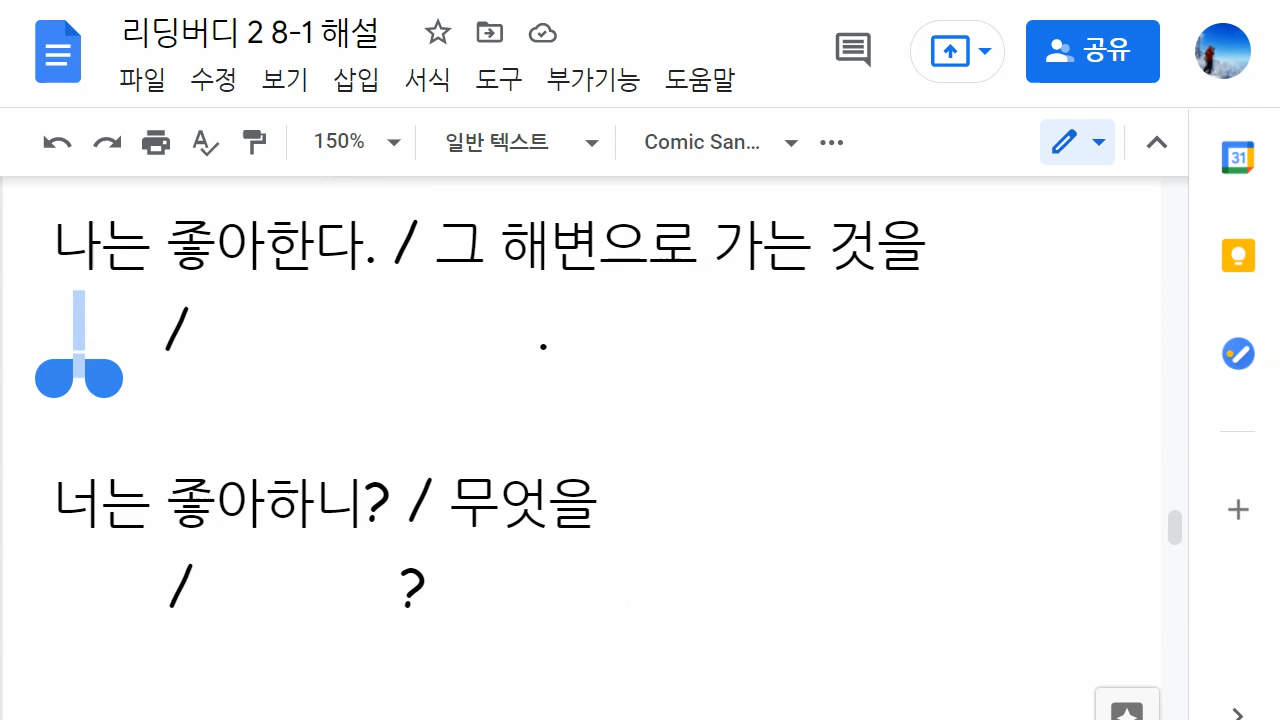 리딩버디 2 8-1 해설
파일 수정 보기 삽입 서식 도구 부가기능 도움말
공유
150% 일반 텍스트 Comic San... ...
31
나는 좋아한다. / 그 해변으로 가는 것을
/ .
너는 좋아하니? / 무엇을
/ ?